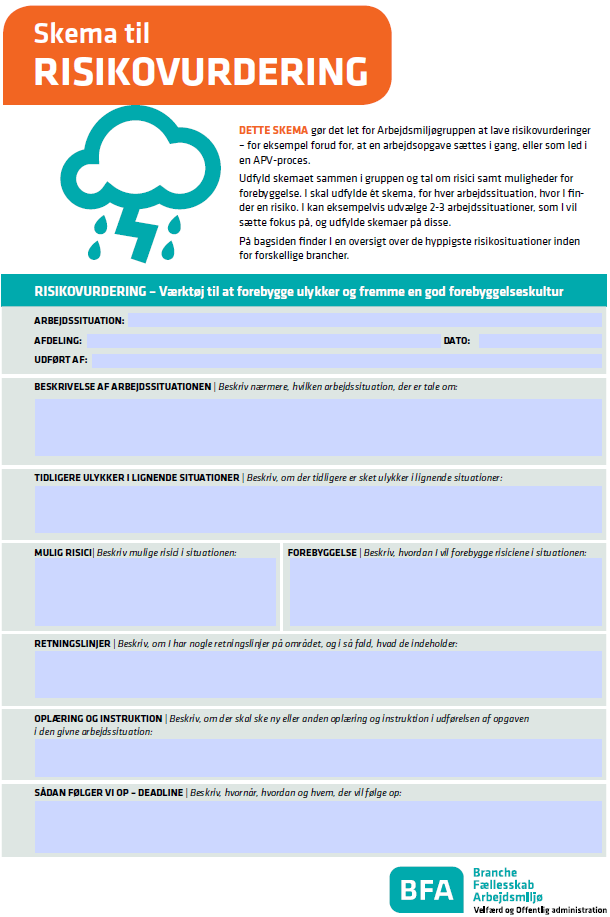 Skema til
RISIKOVURDERING
DETTE SKEMA gør det let for Arbejdsmiljøgruppen at lave risikovurderinger
– for eksempel forud for, at en arbejdsopgave sættes i gang, eller som led i
en APV-proces.
Udfyld skemaet sammen i gruppen og tal om risici samt muligheder for
forebyggelse. I skal udfylde ét skema, for hver arbejdssituation, hvor I fin-
der en risiko. I kan eksempelvis udvælge 2-3 arbejdssituationer, som I vil
sætte fokus på, og udfylde skemaer på disse.
På bagsiden finder I en oversigt over de hyppigste risikosituationer inden
for forskellige brancher.
RISIKOVURDERING – Værktøj til at forebygge ulykker og fremme en god forebyggelseskultur
ARBEJDSSITUATION:
AFDELING: DATO:
UDFØRT AF:
BESKRIVELSE AF ARBEJDSSITUATIONEN | Beskriv nærmere, hvilken arbejdssituation, der er tale om:
TIDLIGERE ULYKKER I LIGNENDE SITUATIONER | Beskriv, om der tidligere er sket ulykker i lignende situationer:
MULIG RISICI| Beskriv mulige risici i situationen:
FOREBYGGELSE | Beskriv, hvordan I vil forebygge risiciene i situationen:
RETNINGSLINJER | Beskriv, om I har nogle retningslinjer på området, og i så fald, hvad de indeholder:
OPLÆRING OG INSTRUKTION | Beskriv, om der skal ske ny eller anden oplæring og instruktion i udførelsen af opgaven
i den givne arbejdssituation:
SÅDAN FØLGER VI OP – DEADLINE | Beskriv, hvornår, hvordan og hvem, der vil følge op:
BFA
Branche
Fællesskab
Arbejdsmiljø
Velfærd og Offentlig administration